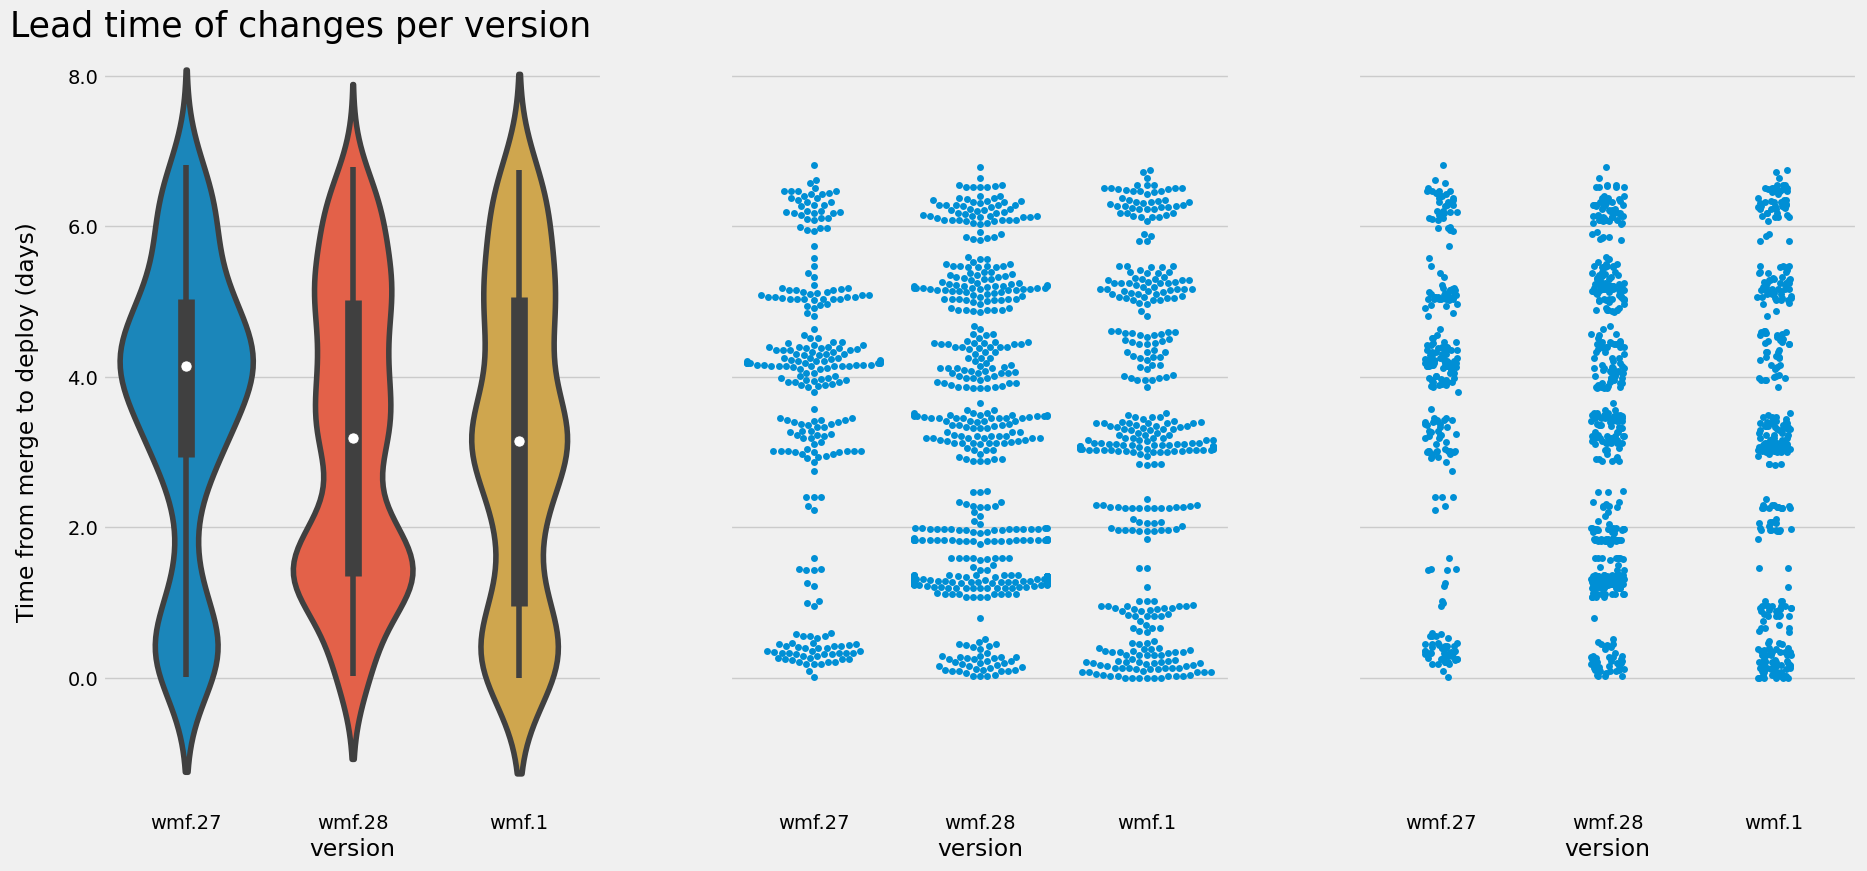 Lead time of changes per version
Time from merge to deploy (days)
8.0
6.0
4.0
2.0
0.0
wmf.27 wmf.28 wmf.1
version
wmf.27 wmf.28 wmf.1
version
wmf.27 wmf.28 wmf.1
version